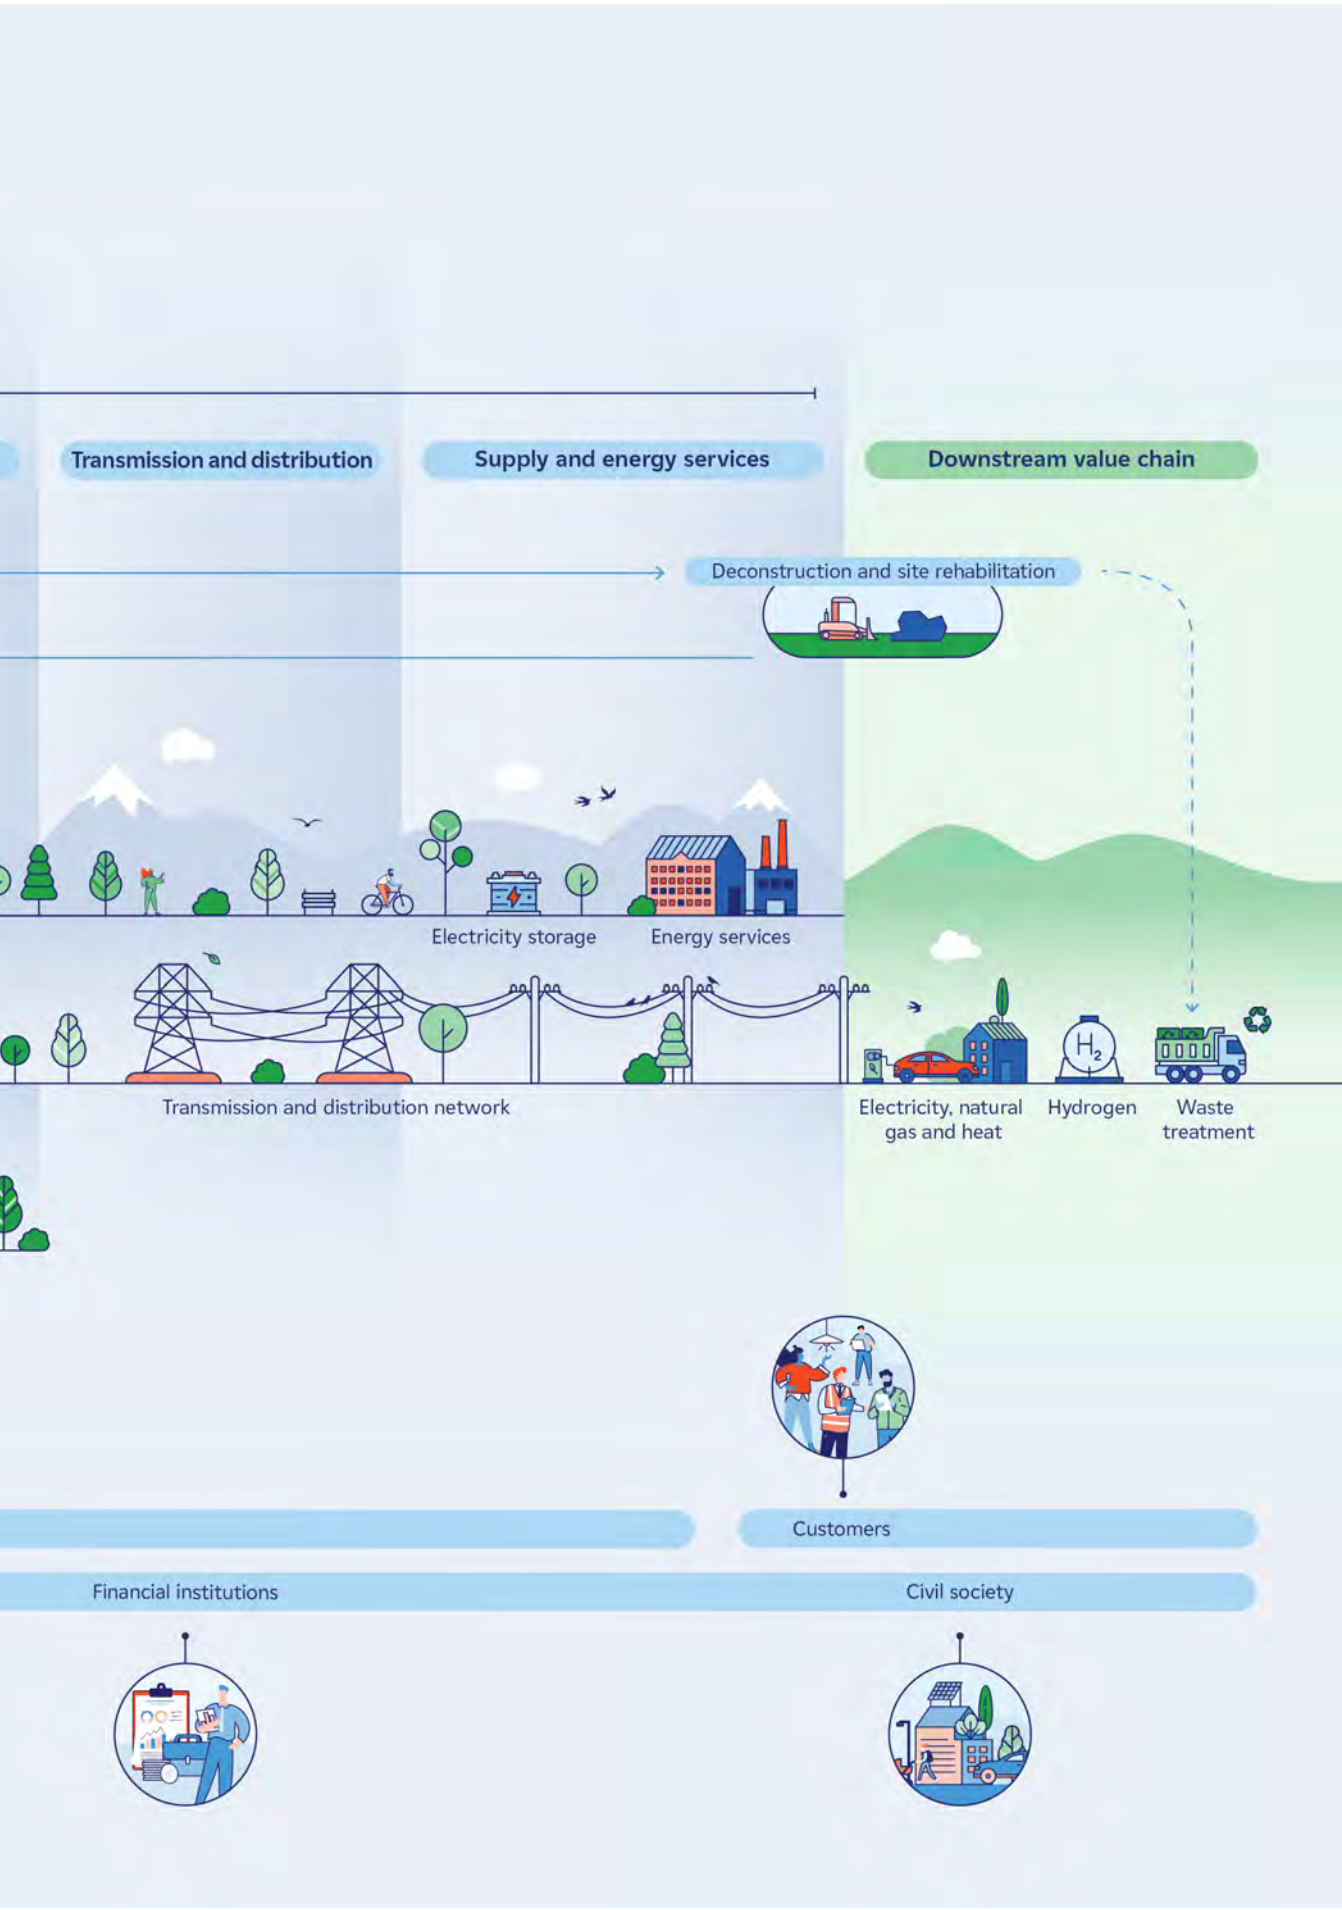 Transmission and distribution
Supply and energy services
Downstream value chain
Deconstruction and site rehabilitation
Electricity storage
Energy services
H2
Transmission and distribution network
Electricity, natural
gas and heat
Hydrogen
Waste
treatment
Customers
Financial institutions
Civil society